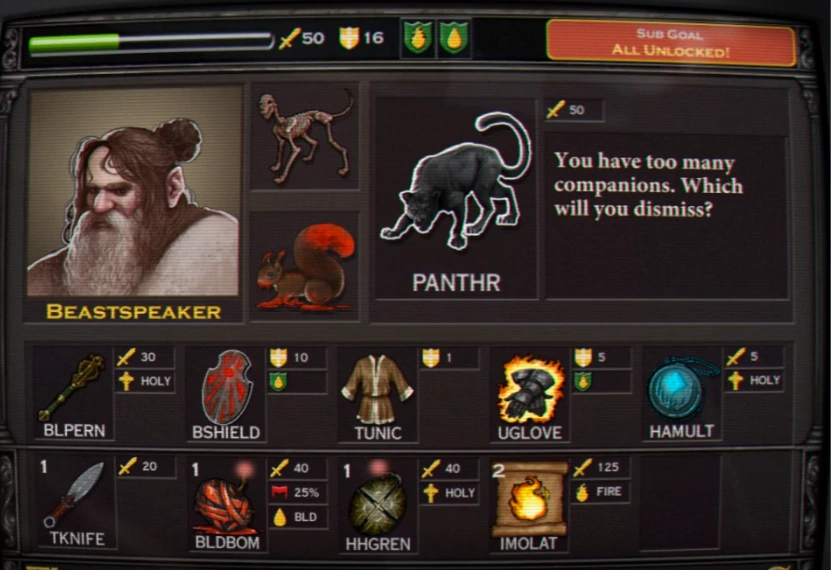 50
16
SUB GOAL
ALL UNLOCKED!
50
You have too many
companions. Which
will you dismiss?
PANTHR
BEASTSPEAKER
30
HOLY
BLPERN
10
BSHIELD
1
TUNIC
5
UGLOVE
5
HOLY
HAMULT
1
20
TKNIFE
1
40
25%
BLD
BLDBOM
1
40
HOLY
HHGREN
2
125
FIRE
IMOLAT